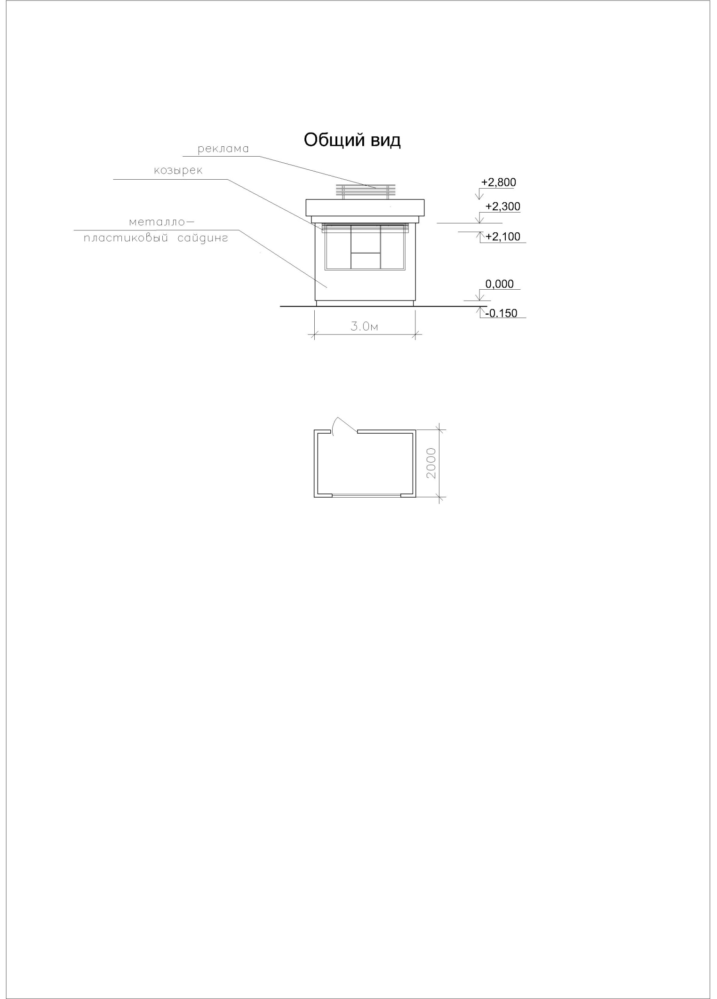 Общий вид
реклама
козырек
+2,800
+2,300
металло-
пластиковый сайдинг
+2,100
0,000
-0.150
3.0м
2000